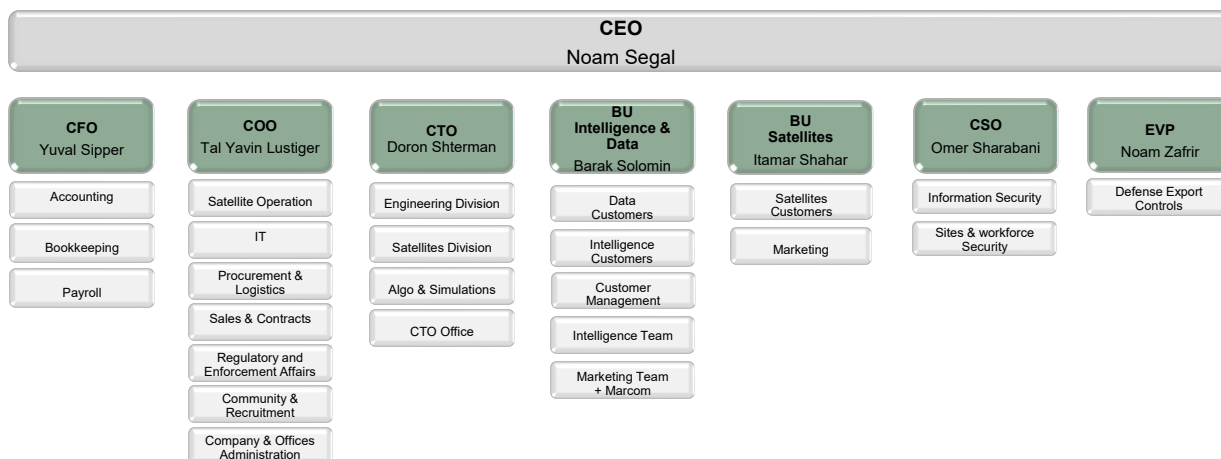 CEO
Noam Segal
CFO
Yuval Sipper
Accounting
Bookkeeping
Payroll
COO
Tal Yavin Lustiger
Satellite Operation
IT
Procurement &
Logistics
Sales & Contracts
Regulatory and
Enforcement Affairs
Community &
Recruitment
Company & Offices
Administration
CTO
Doron Shterman
Engineering Division
Satellites Division
Algo & Simulations
CTO Office
BU
Intelligence &
Data
Barak Solomin
Data
Customers
Intelligence
Customers
Customer
Management
Intelligence Team
Marketing Team
+ Marcom
BU
Satellites
Itamar Shahar
Satellites
Customers
Marketing
CSO
Omer Sharabani
Information Security
Sites & workforce
Security
EVP
Noam Zafrir
Defense Export
Controls